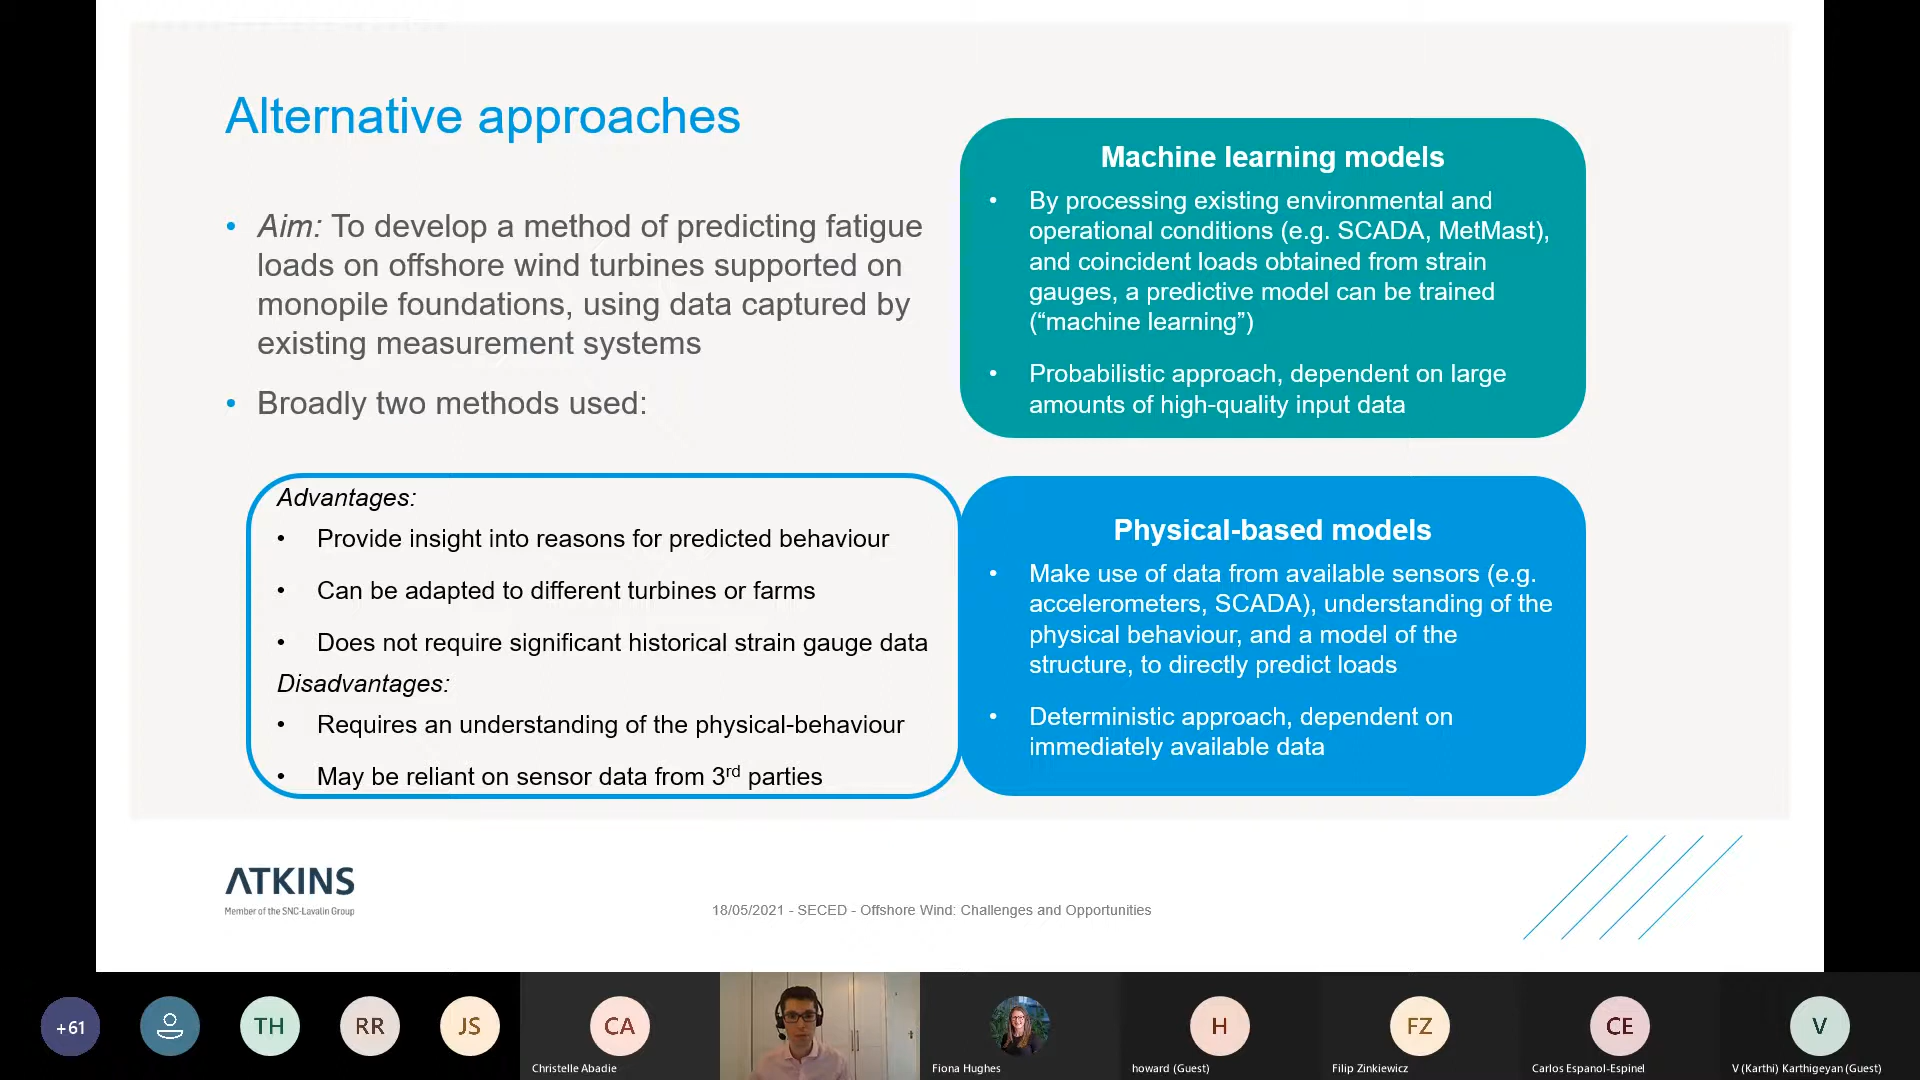 Alternative approaches
• Aim: To develop a method of predicting fatigue
loads on offshore wind turbines supported on
monopile foundations, using data captured by
existing measurement systems
• Broadly two methods used:
Machine learning models
• By processing existing environmental and
operational conditions (e.g. SCADA, MetMast),
and coincident loads obtained from strain
gauges, a predictive model can be trained
(“machine learning”)
• Probabilistic approach, dependent on large
amounts of high-quality input data
Advantages:
• Provide insight into reasons for predicted behaviour
• Can be adapted to different turbines or farms
• Does not require significant historical strain gauge data
Disadvantages:
• Requires an understanding of the physical-behaviour
• May be reliant on sensor data from 3rd parties
Physical-based models
• Make use of data from available sensors (e.g.
accelerometers, SCADA), understanding of the
physical behaviour, and a model of the
structure, to directly predict loads
• Deterministic approach, dependent on
immediately available data
ATKINS
Member of the SNC-Lavalin Group
18/05/2021 - SECED - Offshore Wind: Challenges and Opportunities
+61
TH
RR
JS
CA
Christelle Abadie
Fiona Hughes
H
howard (Guest)
FZ
Filip Zinkiewicz
CE
Carlos Espanol-Espinel
V
V (Karthi) Karthigeyan (Guest)